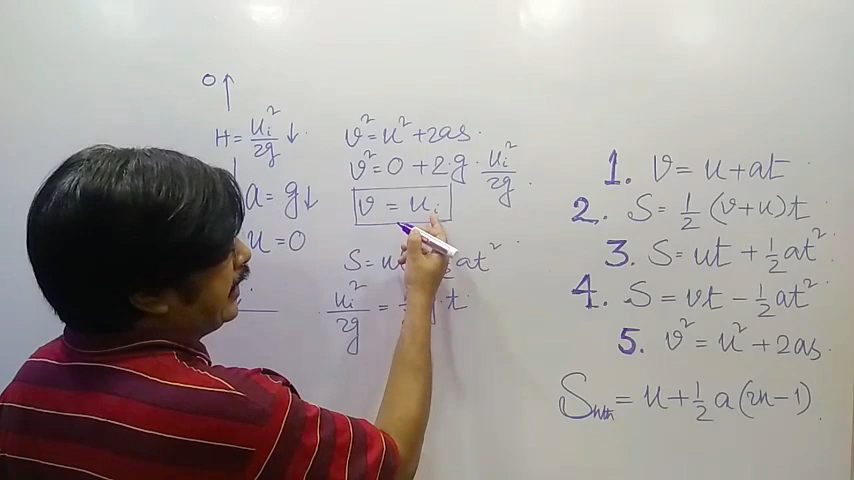 0 ↑
H = uᵢ²/2g ↓
a = g↓
u = 0
v² = u² + 2as.
v² = 0 + 2·g · uᵢ²/2g
v = uᵢ
S = u at²
uᵢ²/2g = t
1. v = u + at
2. S = ½ (v+u)t
3. S = ut + ½ at²
4. S = vt − ½ at²
5. v² = u² + 2as.
Snth = u + ½ a(2n−1)